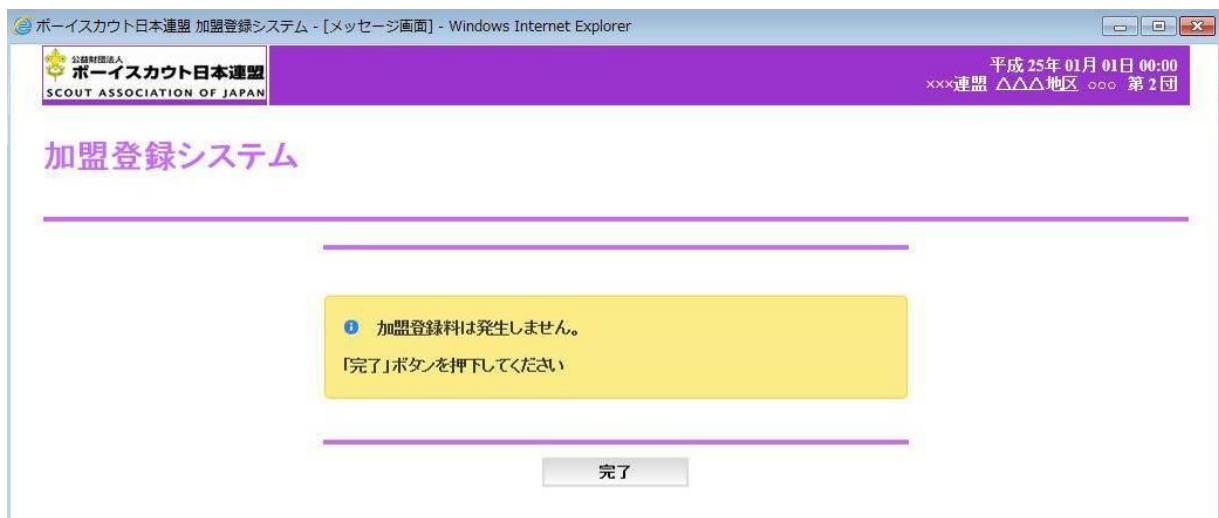 ボーイスカウト日本連盟 加盟登録システム - [メッセージ画面] - Windows Internet Explorer
公益財団法人
ボーイスカウト日本連盟
SCOUT ASSOCIATION OF JAPAN
平成 25年 01月 01日 00:00
×××連盟 △△△地区 ○○○ 第 2 団
加盟登録システム
加盟登録料は発生しません。
「完了」ボタンを押下してください
完了